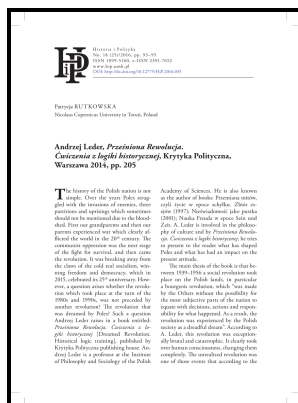 Historia i Polityka
No. 18 (25)/2016, pp. 93–95
ISSN 1899-5160, e-ISSN 2391-7652
www.hip.umk.pl
DOI: http://dx.doi.org/10.12775/HiP.2016.035
Patrycja RUTKOWSKA
Nicolaus Copernicus University in Toruń, Poland
Andrzej Leder, Prześniona Rewolucja.
Ćwiczenia z logiki historycznej, Krytyka Polityczna,
Warszawa 2014, pp. 205
The history of the Polish nation is not
simple. Over the years Poles strug-
gled with the invasions of enemies, three
partitions and uprisings which sometimes
should not be mentioned due to the blood-
shed. First our grandparents and then our
parents experienced war which clearly af-
flicted the world in the 20th century. The
communist oppression was the next stage
of the fight for survival, and then came
the revolution. It was breaking away from
the claws of the cold real socialism, win-
ning freedom and democracy, which in
2015, celebrated its 25th anniversary. How-
ever, a question arises whether the revolu-
tion which took place at the turn of the
1980s and 1990s, was not preceded by
another revolution? The revolution that
was dreamed by Poles? Such a question
Andrzej Leder raises in a book entitled:
Prześniona Rewolucja. Ćwiczenia z lo-
giki historycznej [Dreamed Revolution.
Historical logic training], published by
Krytyka Polityczna publishing house. An-
drzej Leder is a professor at the Institute
of Philosophy and Sociology of the Polish
Academy of Sciences. He is also known
as the author of books: Przemiana mitów,
czyli życie w epoce schyłku. Zbiór es-
ejów (1997); Nieświadomość jako pustka
(2001); Nauka Freuda w epoce Sein und
Zeit. A. Leder is involved in the philoso-
phy of culture and by Prześniona Rewolu-
cja. Ćwiczenia z logiki historycznej, he tries
to present to the reader what has shaped
Poles and what has had an impact on the
present attitude.
The main thesis of the book is that be-
tween 1939–1956 a social revolution took
place on the Polish lands, in particular
a bourgeois revolution, which “was made
by the Others without the possibility for
the most subjective parts of the nation to
equate with decisions, actions and respon-
sibility for what happened. As a result, the
revolution was experienced by the Polish
society as a dreadful dream”. According to
A. Leder, this revolution was exception-
ally brutal and catastrophic. It clearly took
over human consciousness, changing them
completely. The unrealized revolution was
one of those events that according to the